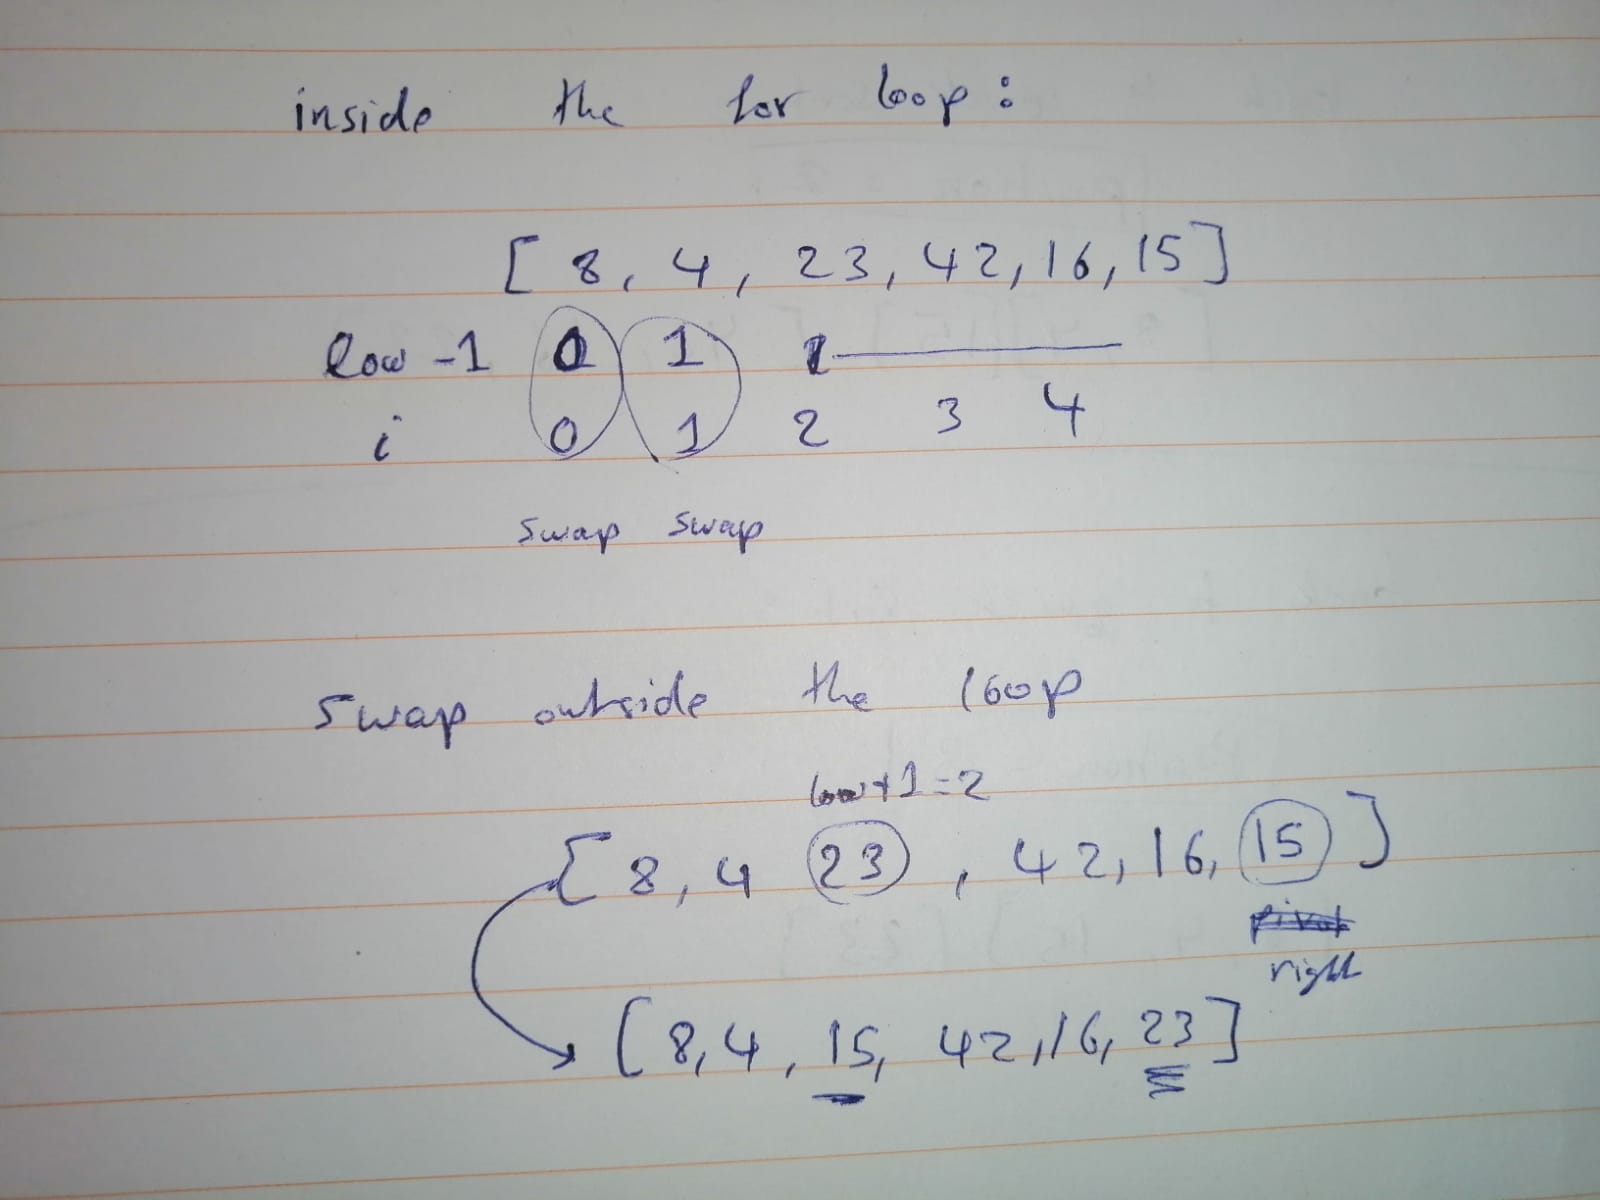 inside the for loop :
[ 8, 4, 23, 42, 16, 15 ]
low -1 0 1 1
i 0 1 2 3 4
swap swap
swap outside the loop
low+1=2
[ 8, 4 23 , 42, 16, 15 ]
pivot
right
[ 8, 4, 15, 42, 16, 23 ]